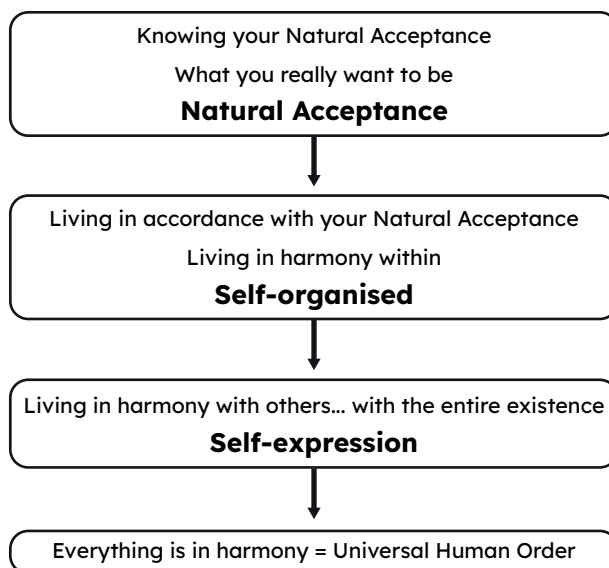 Knowing your Natural Acceptance
What you really want to be
Natural Acceptance
Living in accordance with your Natural Acceptance
Living in harmony within
Self-organised
Living in harmony with others... with the entire existence
Self-expression
Everything is in harmony = Universal Human Order